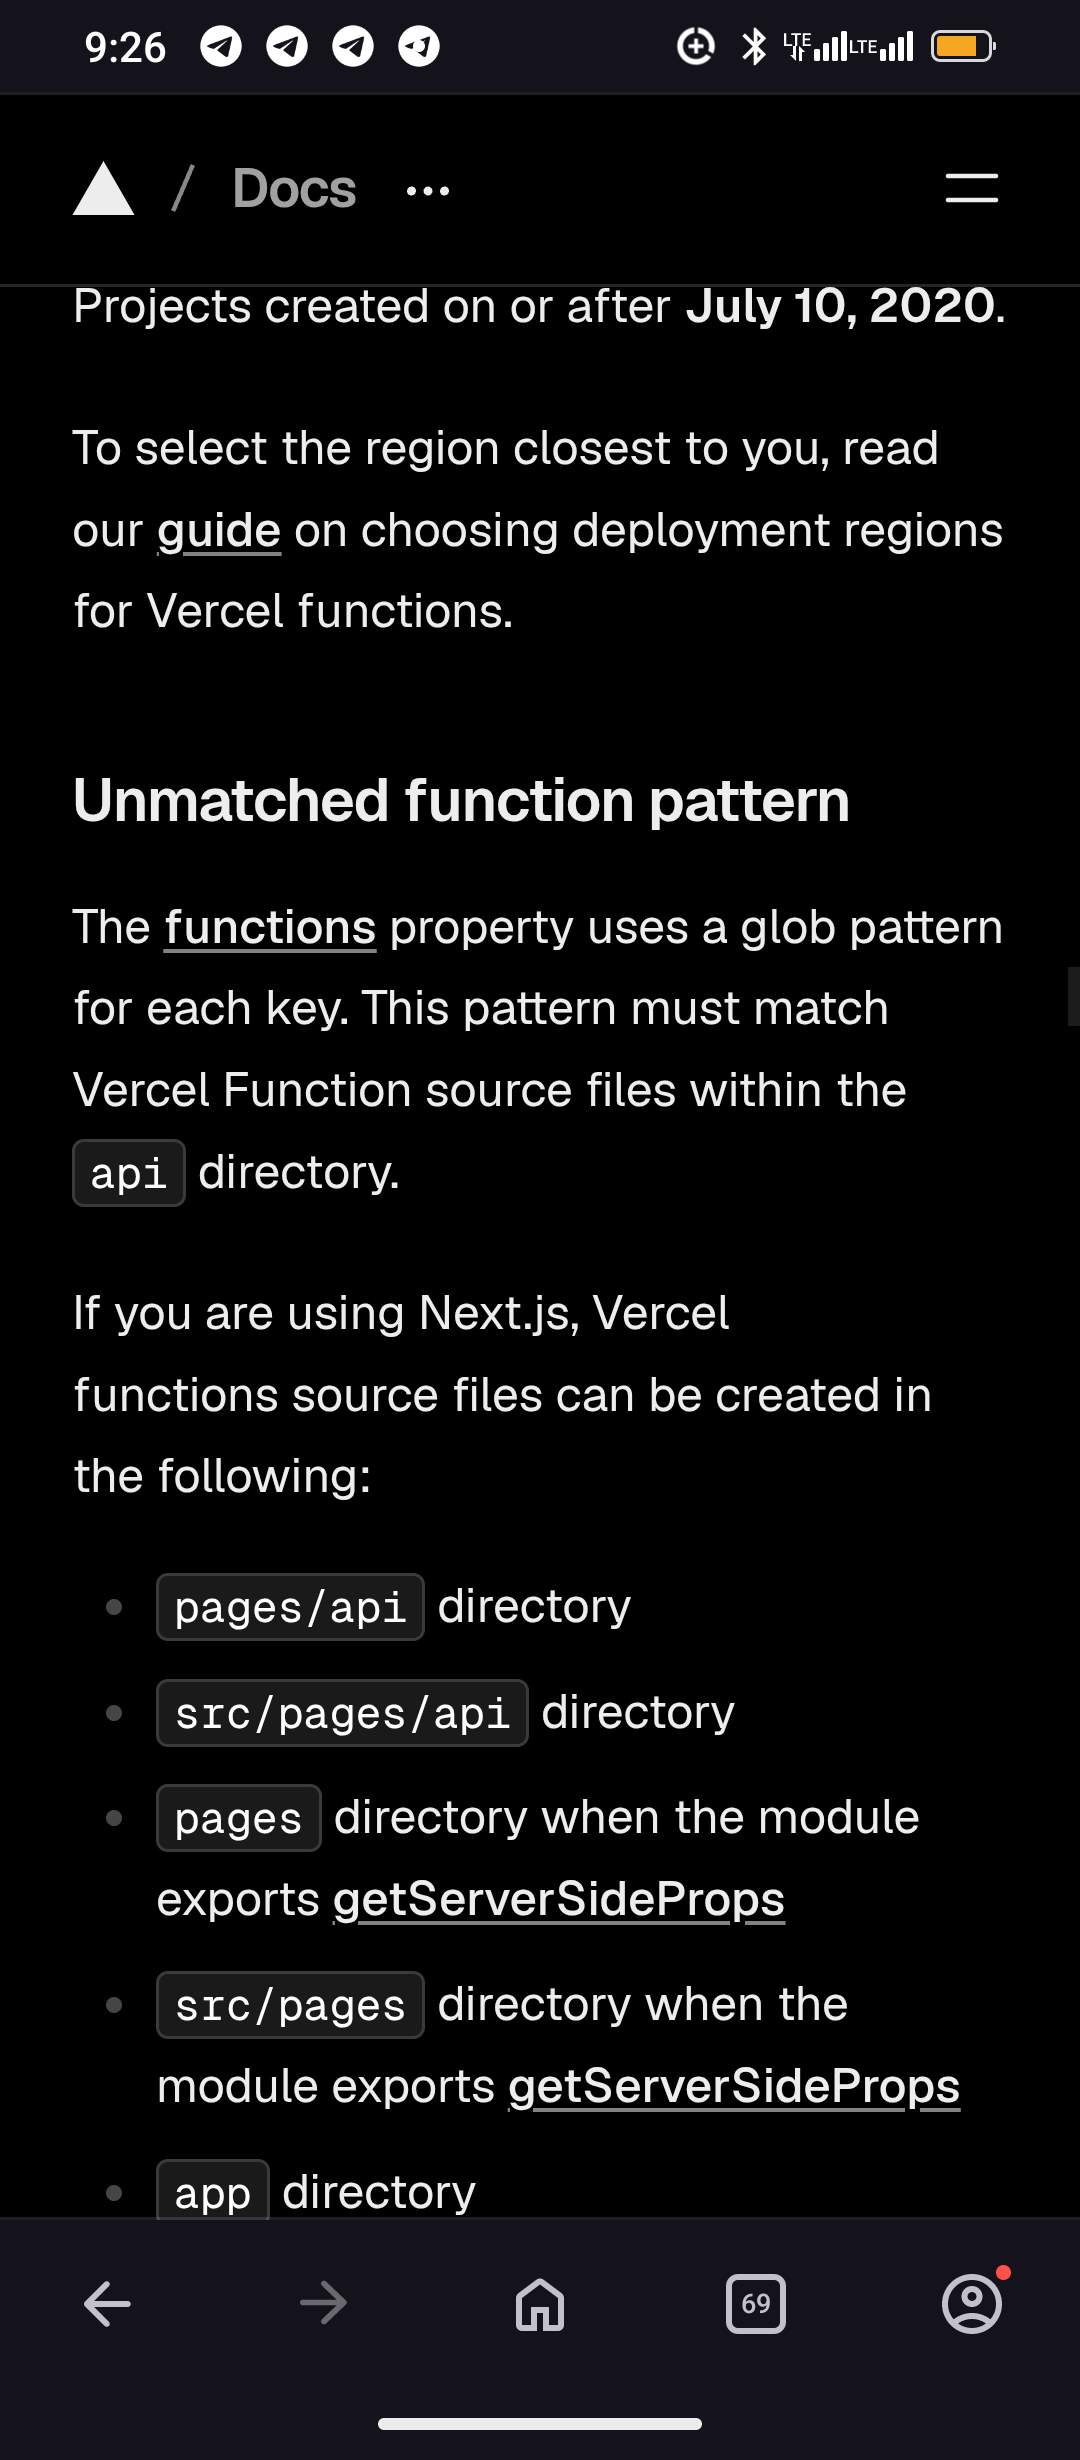 9:26 LTE LTE
/ Docs ...
Projects created on or after July 10, 2020.
To select the region closest to you, read
our guide on choosing deployment regions
for Vercel functions.
Unmatched function pattern
The functions property uses a glob pattern
for each key. This pattern must match
Vercel Function source files within the
api directory.
If you are using Next.js, Vercel
functions source files can be created in
the following:
• pages/api directory
• src/pages/api directory
• pages directory when the module
exports getServerSideProps
• src/pages directory when the
module exports getServerSideProps
• app directory
69